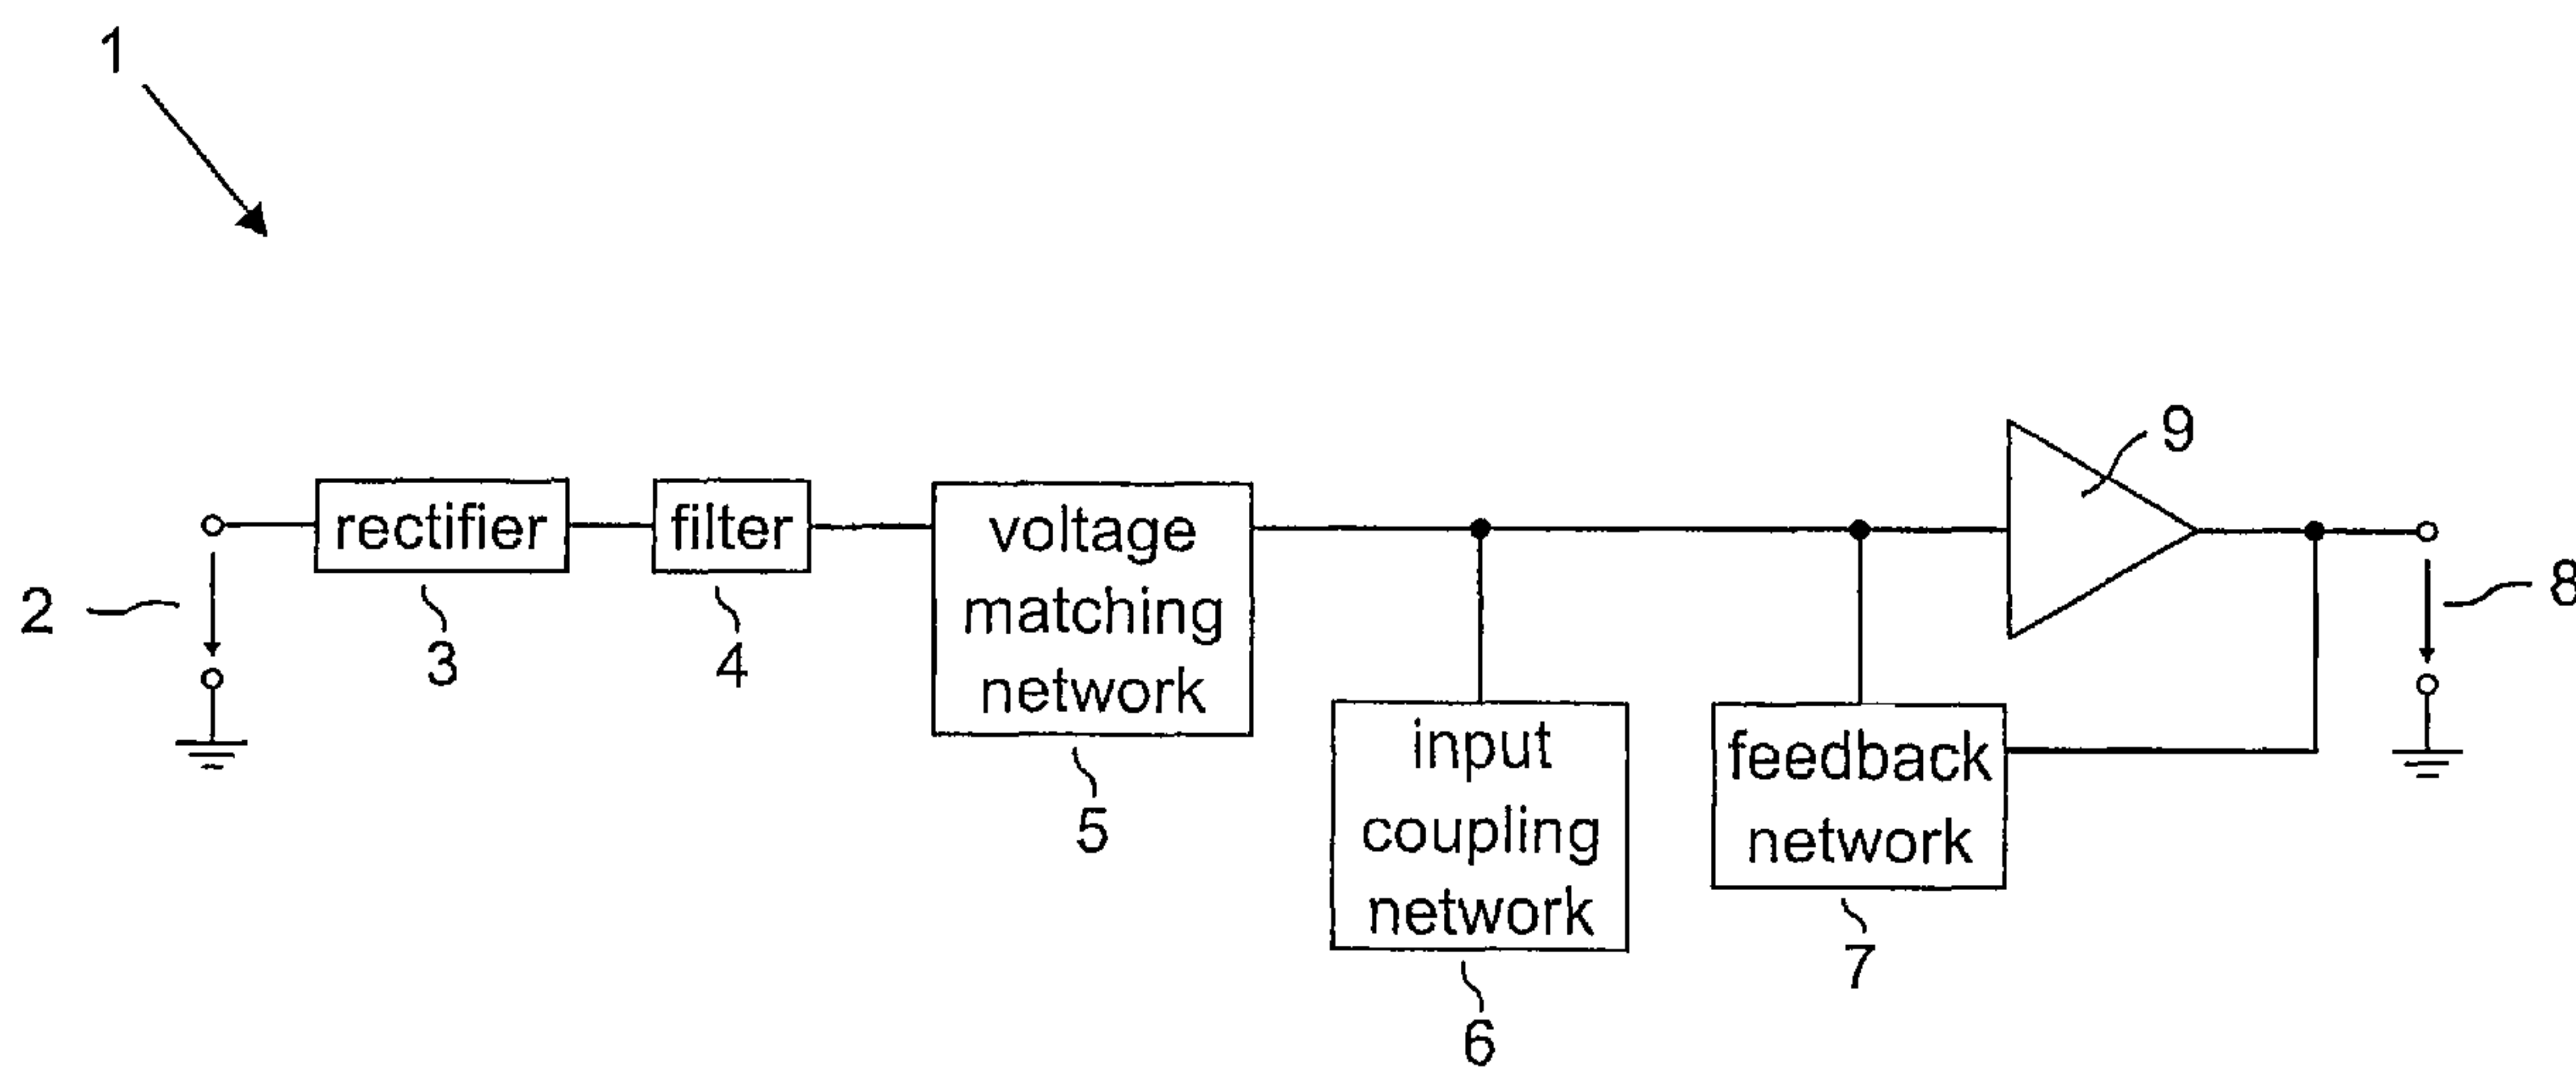 1
2
rectifier
3
filter
4
voltage
matching
network
5
input
coupling
network
6
feedback
network
7
9
8